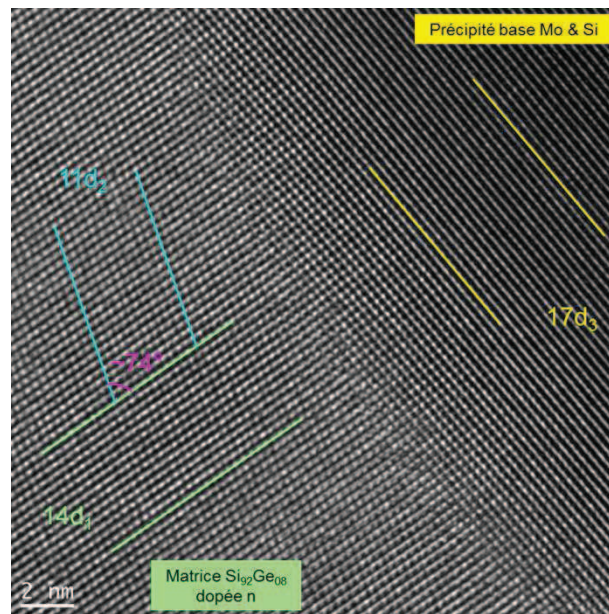 Précipité base Mo & Si
11d₂
17d₃
~74°
14d₁
Matrice Si₉₂Ge₀₈
dopée n
2 nm